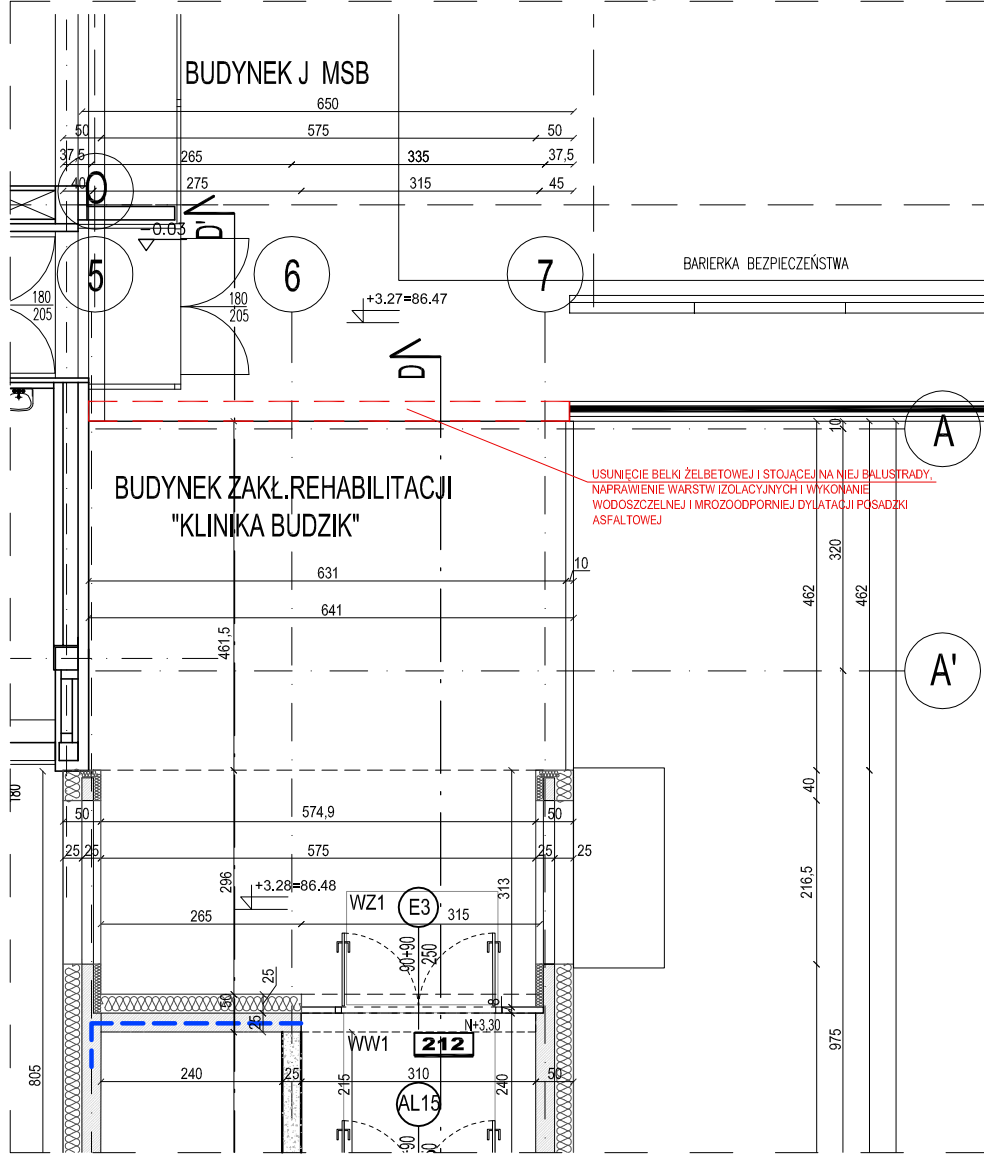 BUDYNEK J MSB
650
50 575 50
37,5 265 335 37,5
40 275 315 45
D'
-0.03
5 6 7
BARIERKA BEZPIECZEŃSTWA
180
205
180
205
+3.27=86.47
D
A
10
BUDYNEK ZAKŁ.REHABILITACJI
"KLINIKA BUDZIK"
USUNIĘCIE BELKI ŻELBETOWEJ I STOJĄCEJ NA NIEJ BALUSTRADY,
NAPRAWIENIE WARSTW IZOLACYJNYCH I WYKONANIE
WODOSZCZELNEJ I MROZOODPORNIEJ DYLATACJI POSADZKI
ASFALTOWEJ
320
631 10
462 462
641
461,5
A'
180
40
50 574,9 50
25 25 575 25 25
296
+3.28=86.48
313
216,5
WZ1 E3
265 315
90+90
250
25
50
8
25
N+3,30
WW1 212
975
805
240 25 310 50
215
240
AL15
90